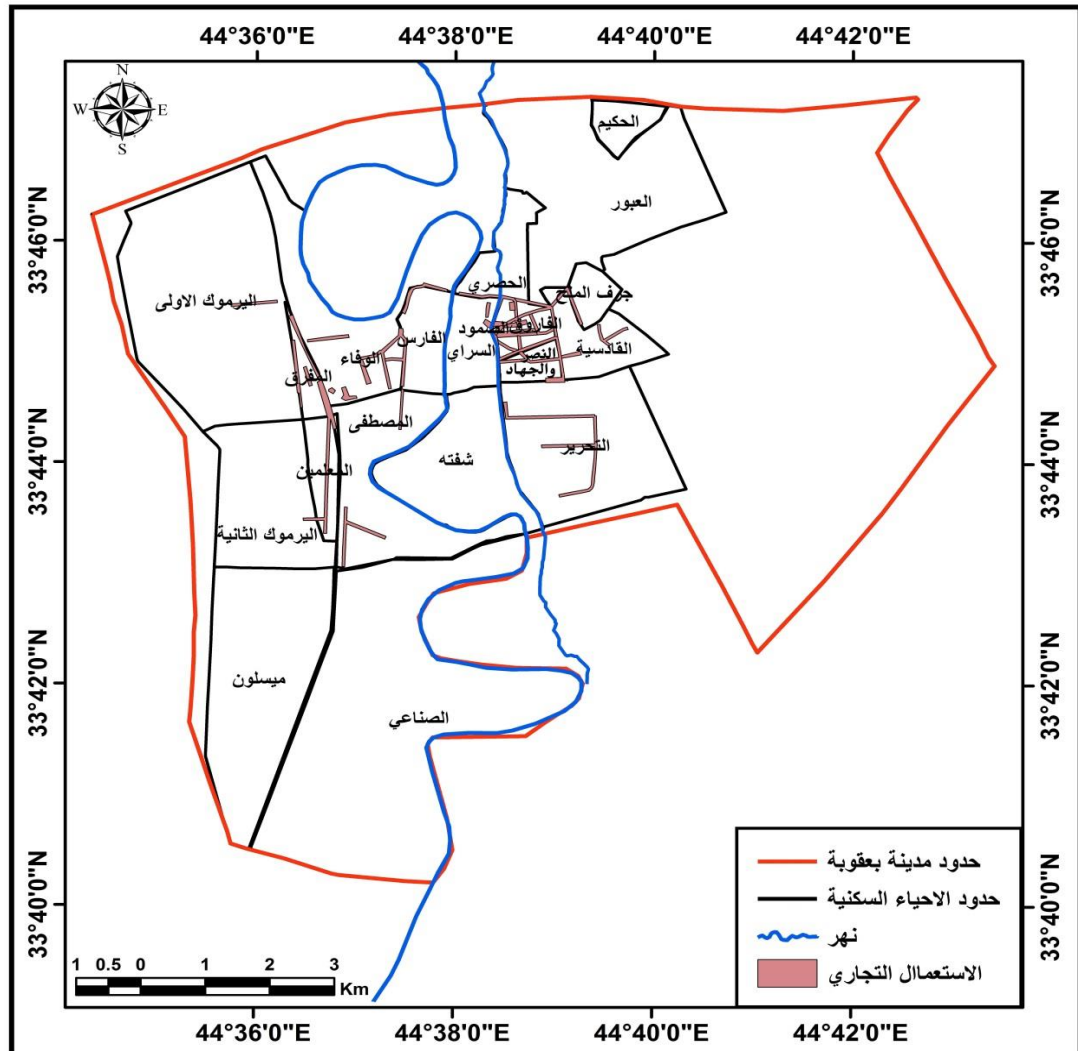 44°36'0"E
44°38'0"E
44°40'0"E
44°42'0"E
N
W
E
S
33°46'0"N
33°44'0"N
33°42'0"N
33°40'0"N
33°46'0"N
33°44'0"N
33°42'0"N
33°40'0"N
الحكيم
العبور
الحصري
جرف الملح
اليرموك الاولى
الفاروق
الصمود
الفارس
السراي
النصر
والجهاد
القادسية
الوفاء
المفرق
المصطفى
شفته
التحرير
المعلمين
اليرموك الثانية
ميسلون
الصناعي
حدود مدينة بعقوبة
حدود الاحياء السكنية
نهر
الاستعماال التجاري
1 0.5 0 1 2 3
Km
44°36'0"E
44°38'0"E
44°40'0"E
44°42'0"E